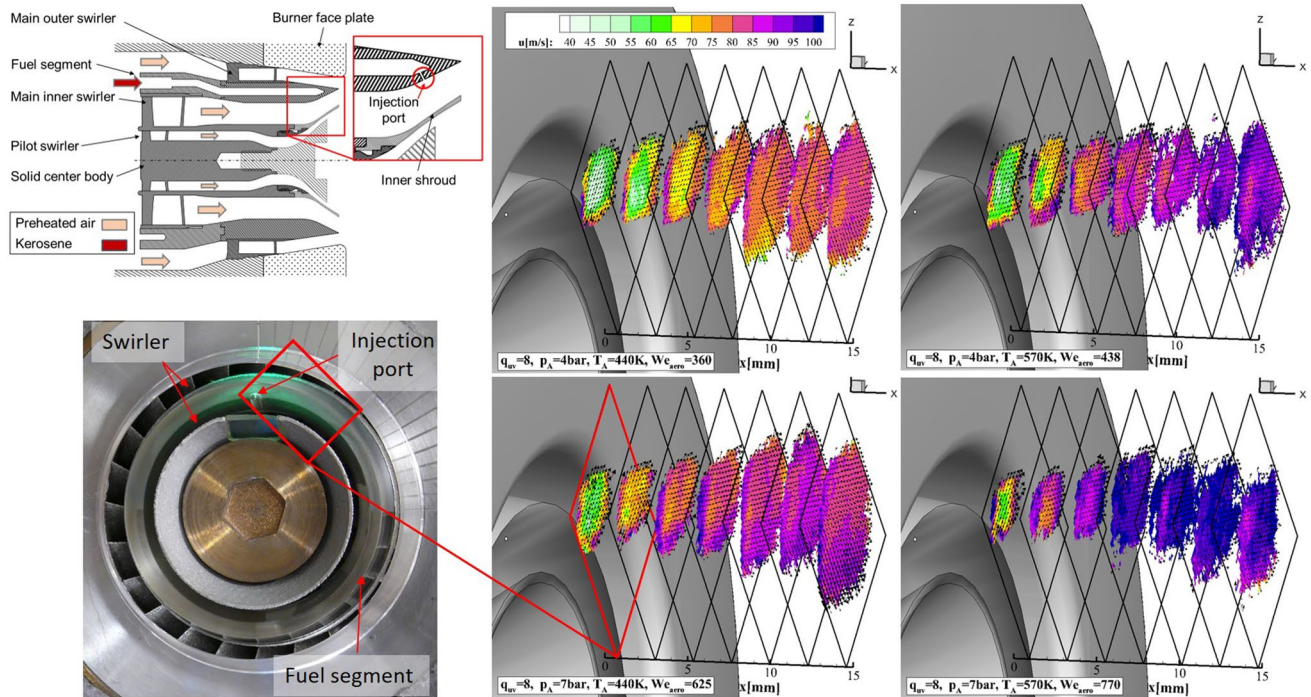 Main outer swirler
Burner face plate
Fuel segment
Main inner swirler
Injection
port
Pilot swirler
Solid center body
Inner shroud
Preheated air
Kerosene
Swirler
Injection
port
Fuel segment
40 45 50 55 60 65 70 75 80 85 90 95 100
u[m/s]:
z
x
0 5 10 15
x[mm]
q_uv=8, p_A=4bar, T_A=440K, We_aero=360
z
x
0 5 10 15
x[mm]
q_uv=8, p_A=4bar, T_A=570K, We_aero=438
x
0 5 10 15
x[mm]
q_uv=8, p_A=7bar, T_A=440K, We_aero=625
x
0 5 10 15
x[mm]
q_uv=8, p_A=7bar, T_A=570K, We_aero=770